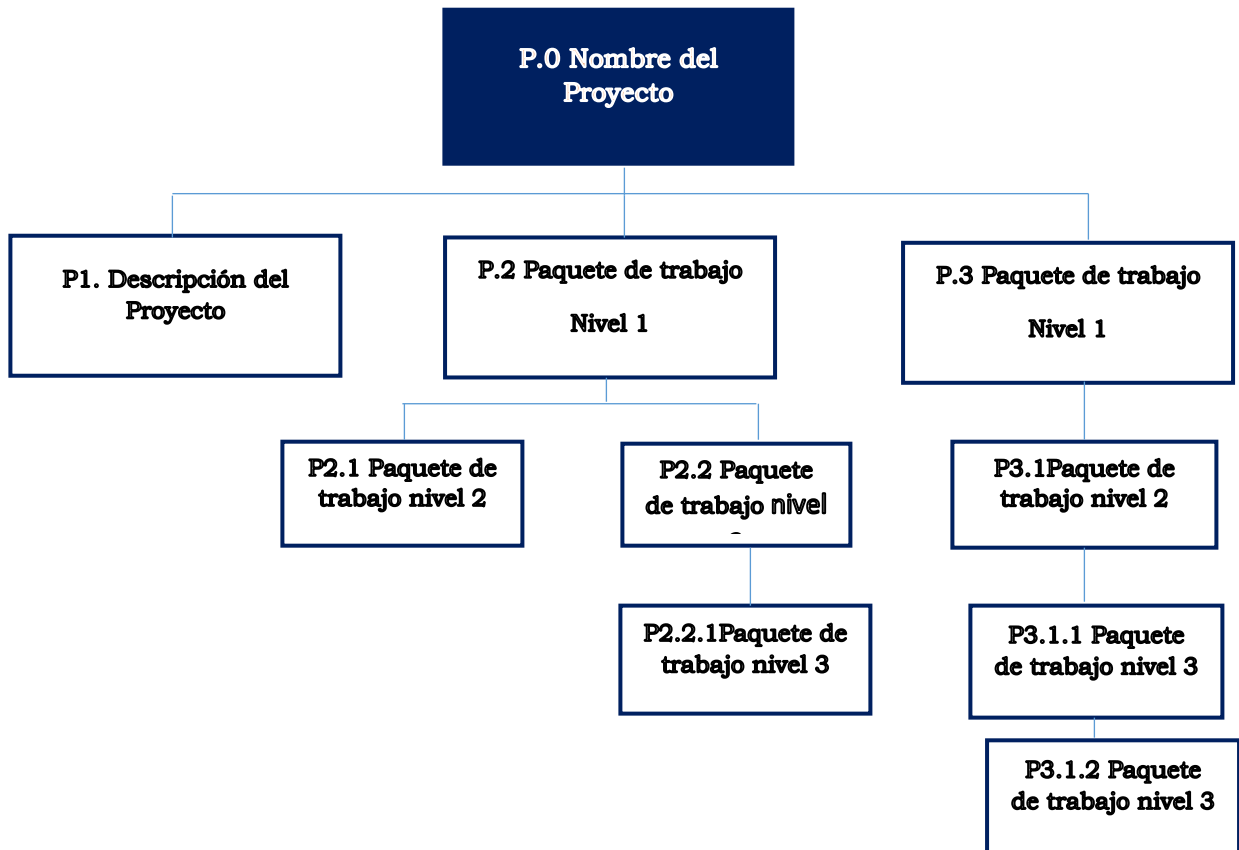 P.0 Nombre del
Proyecto
P1. Descripción del
Proyecto
P.2 Paquete de trabajo
Nivel 1
P.3 Paquete de trabajo
Nivel 1
P2.1 Paquete de
trabajo nivel 2
P2.2 Paquete
de trabajo nivel
P3.1Paquete de
trabajo nivel 2
P2.2.1Paquete de
trabajo nivel 3
P3.1.1 Paquete
de trabajo nivel 3
P3.1.2 Paquete
de trabajo nivel 3